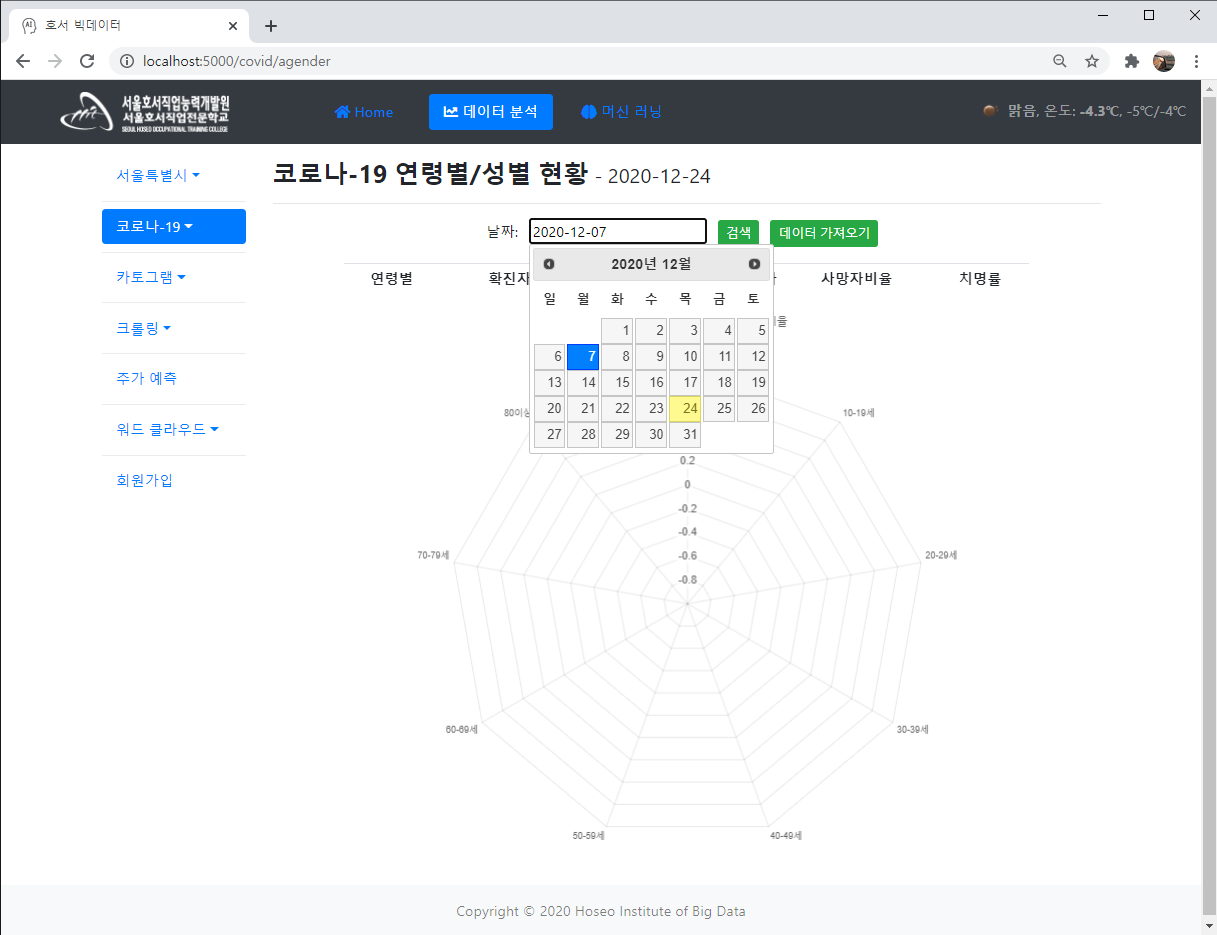 호서 빅데이터
localhost:5000/covid/agender
서울호서직업능력개발원
서울호서직업전문학교
SEOUL HOSEO OCCUPATIONAL TRAINING COLLEGE
Home
데이터 분석
머신 러닝
맑음, 온도: -4.3℃, -5℃/-4℃
서울특별시
코로나-19
카토그램
크롤링
주가 예측
워드 클라우드
회원가입
코로나-19 연령별/성별 현황 - 2020-12-24
날짜: 2020-12-07 검색 데이터 가져오기
연령별 확진자 사망자비율 치명률
2020년 12월
일 월 화 수 목 금 토
1 2 3 4 5
6 7 8 9 10 11 12
13 14 15 16 17 18 19
20 21 22 23 24 25 26
27 28 29 30 31
율
80이상
10-19세
0.2
0
-0.2
-0.4
-0.6
-0.8
70-79세
20-29세
60-69세
30-39세
50-59세
40-49세
Copyright © 2020 Hoseo Institute of Big Data